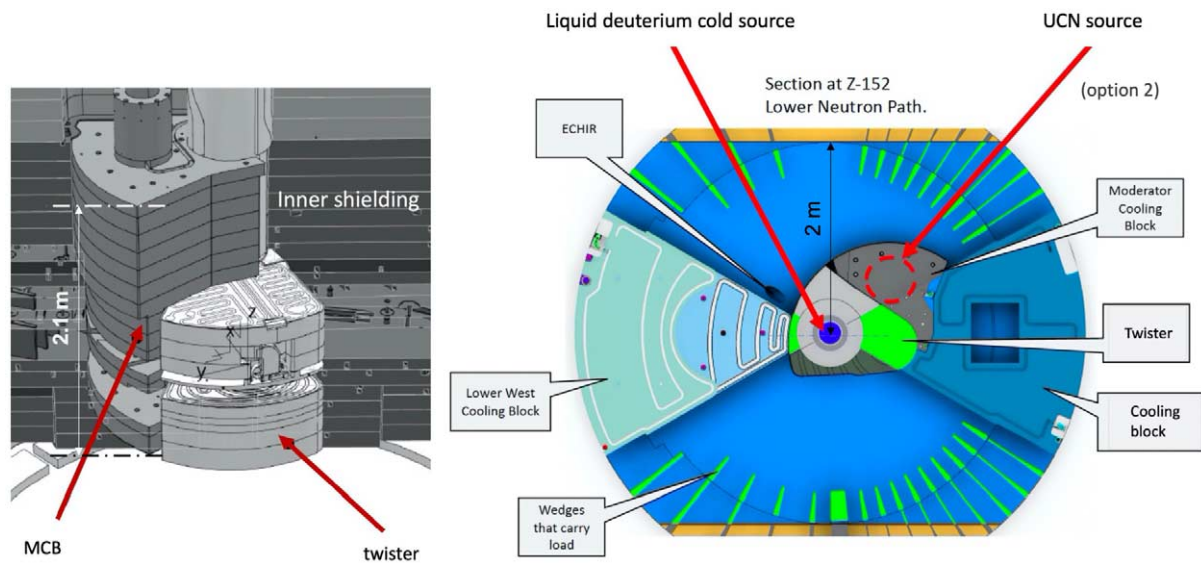 Inner shielding
2.1m
z
x
y
MCB
twister
Liquid deuterium cold source
UCN source
(option 2)
Section at Z-152
Lower Neutron Path.
ECHIR
2 m
Moderator
Cooling
Block
Twister
Lower West
Cooling Block
Cooling
block
Wedges
that carry
load